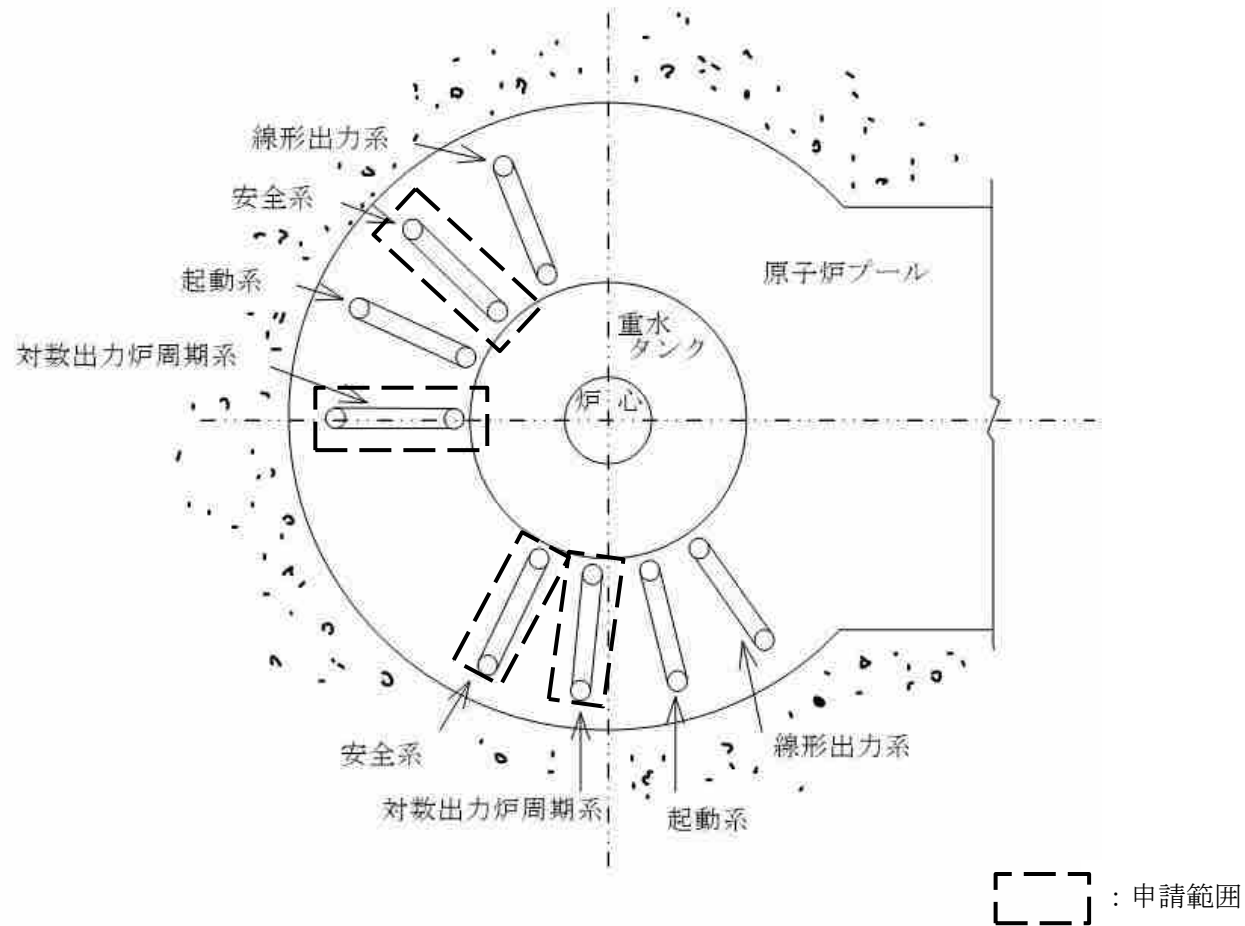 線形出力系
安全系
起動系
対数出力炉周期系
原子炉プール
重水
タンク
炉心
安全系
対数出力炉周期系
起動系
線形出力系
：申請範囲